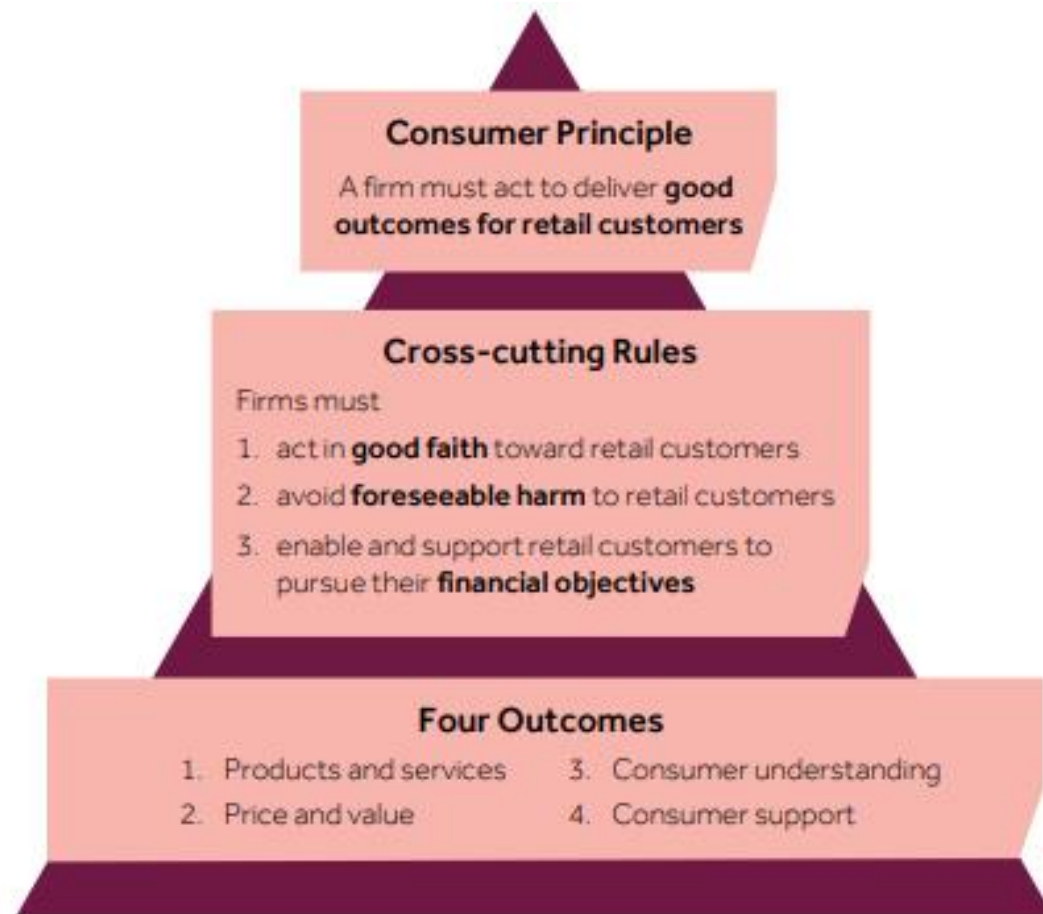 Consumer Principle
A firm must act to deliver good
outcomes for retail customers
Cross-cutting Rules
Firms must
1. act in good faith toward retail customers
2. avoid foreseeable harm to retail customers
3. enable and support retail customers to
pursue their financial objectives
Four Outcomes
1. Products and services
2. Price and value
3. Consumer understanding
4. Consumer support